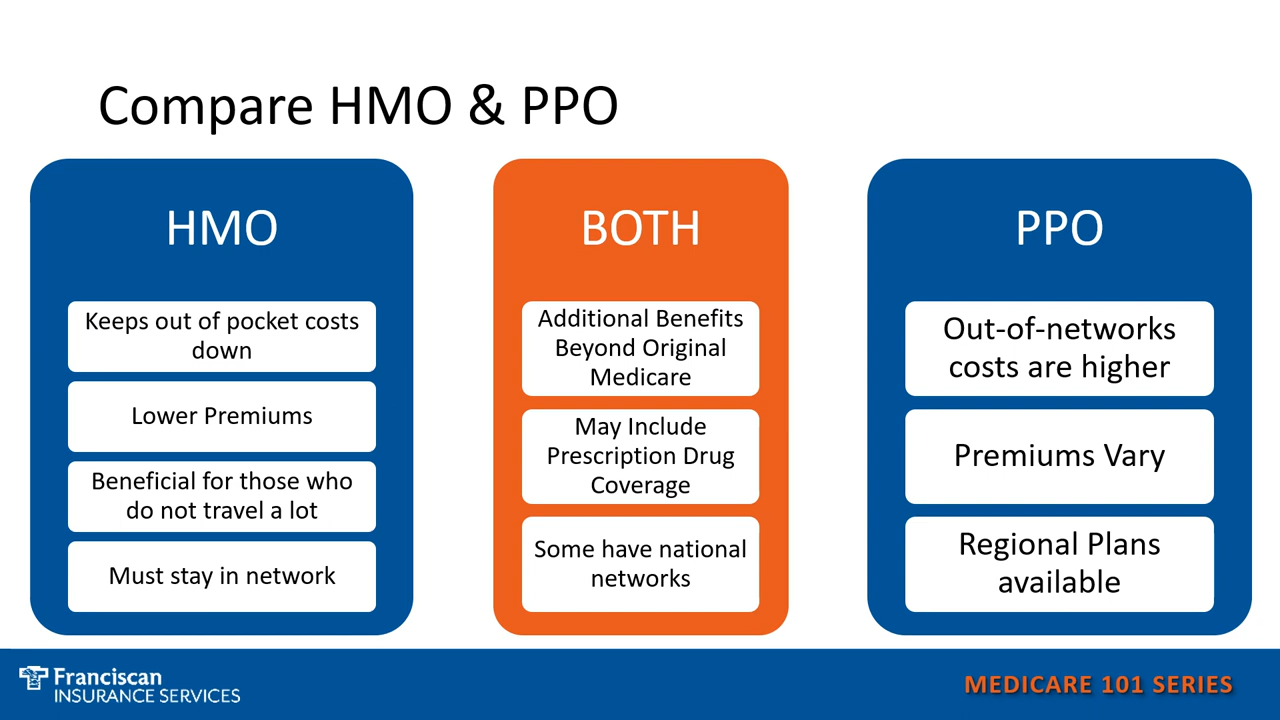 Compare HMO & PPO
HMO
Keeps out of pocket costs
down
Lower Premiums
Beneficial for those who
do not travel a lot
Must stay in network
BOTH
Additional Benefits
Beyond Original
Medicare
May Include
Prescription Drug
Coverage
Some have national
networks
PPO
Out-of-networks
costs are higher
Premiums Vary
Regional Plans
available
Franciscan
INSURANCE SERVICES
MEDICARE 101 SERIES